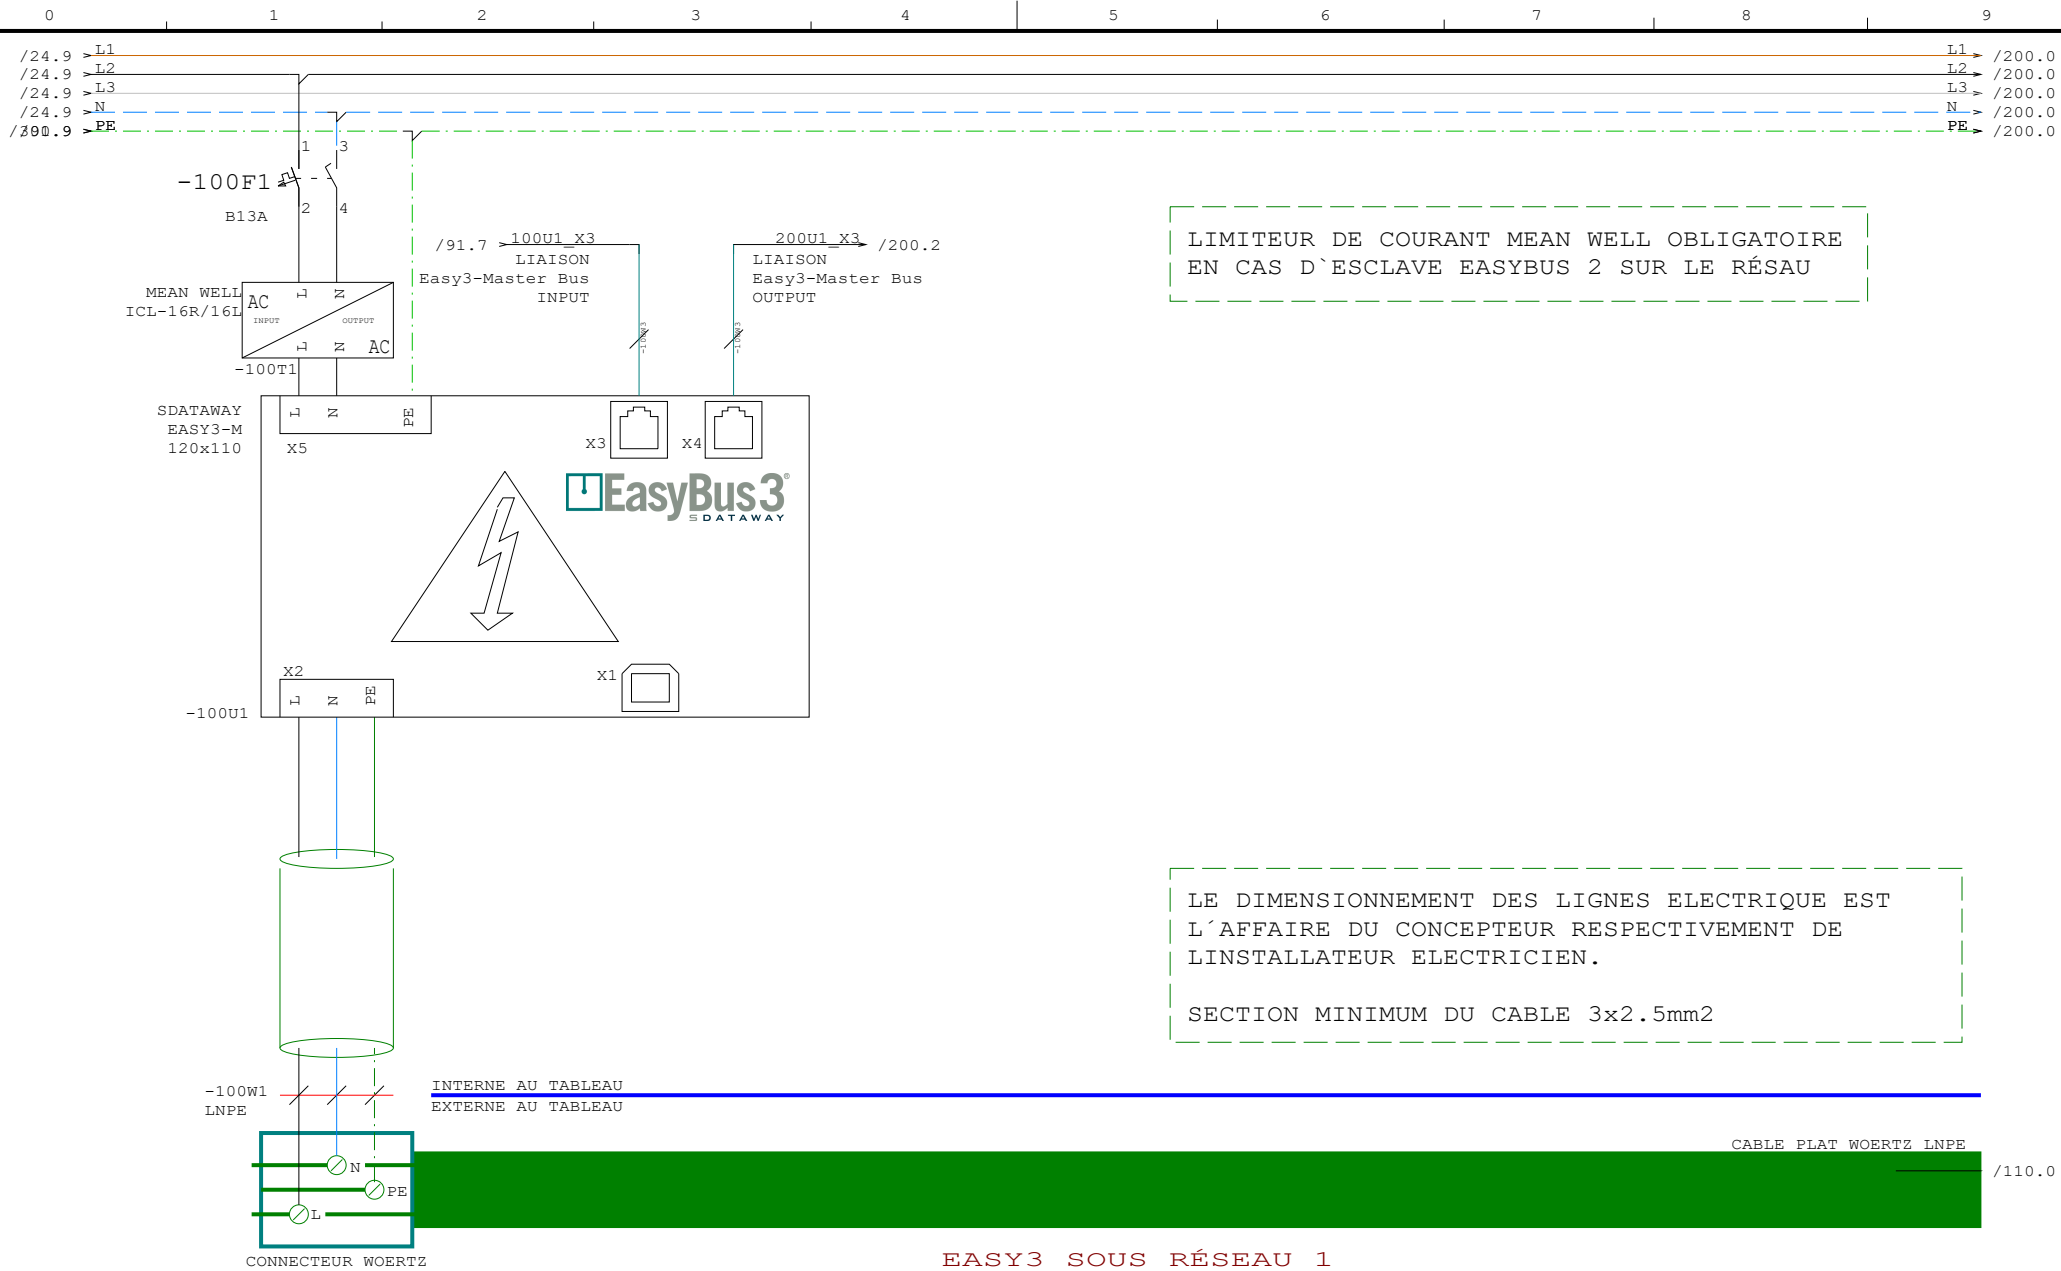 0 1 2 3 4 5 6 7 8 9
/24.9 L1 L1 /200.0
/24.9 L2 L2 /200.0
/24.9 L3 L3 /200.0
/24.9 N N /200.0
PE PE /200.0
1 3
-100F1
B13A
2 4
/91.7 100U1_X3
LIAISON
Easy3-Master Bus
INPUT
-100W3
200U1_X3 /200.2
LIAISON
Easy3-Master Bus
OUTPUT
-100W3
LIMITEUR DE COURANT MEAN WELL OBLIGATOIRE
EN CAS D`ESCLAVE EASYBUS 2 SUR LE RÉSAU
MEAN WELL
ICL-16R/16L
AC
INPUT
L N
OUTPUT
L N
AC
-100T1
SDATAWAY
EASY3-M
120x110
L N PE
X5
X3
X4
EasyBus3®
SDATAWAY
X2
L N PE
X1
-100U1
LE DIMENSIONNEMENT DES LIGNES ELECTRIQUE EST
L´AFFAIRE DU CONCEPTEUR RESPECTIVEMENT DE
LINSTALLATEUR ELECTRICIEN.
SECTION MINIMUM DU CABLE 3x2.5mm2
-100W1
LNPE
INTERNE AU TABLEAU
EXTERNE AU TABLEAU
CABLE PLAT WOERTZ LNPE
/110.0
N
PE
L
CONNECTEUR WOERTZ
EASY3 SOUS RÉSEAU 1